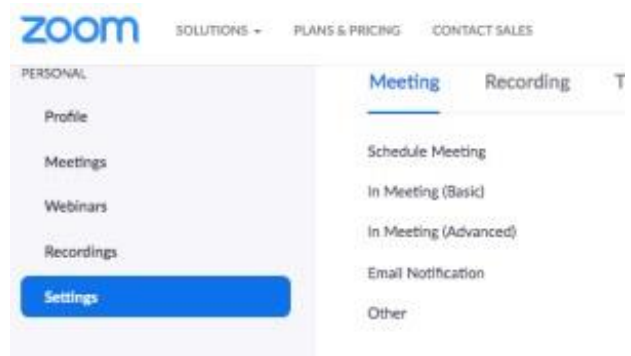 zoom SOLUTIONS PLANS & PRICING CONTACT SALES
PERSONAL
Profile
Meetings
Webinars
Recordings
Settings
Meeting Recording T
Schedule Meeting
In Meeting (Basic)
In Meeting (Advanced)
Email Notification
Other